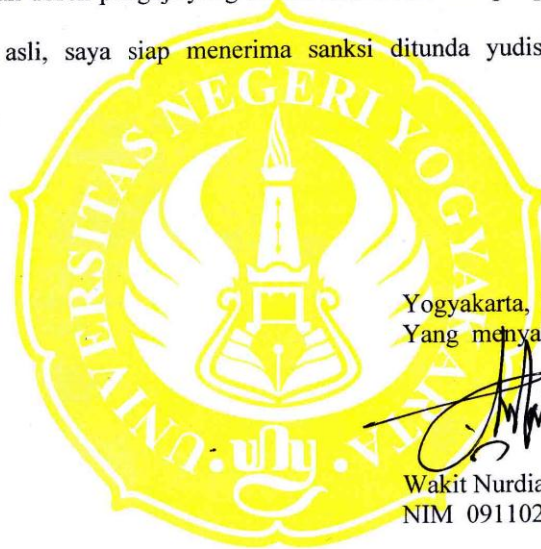 asli, saya siap menerima sanksi ditunda yudis
UNIVERSITAS NEGERI YOGYAKARTA
uny
Yogyakarta,
Yang menya
Wakit Nurdia
NIM 091102